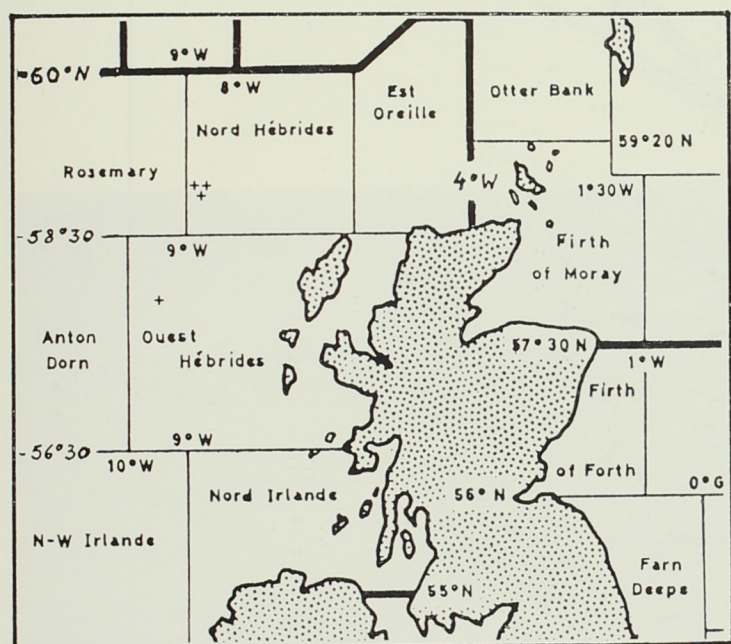 9°W
60°N
8°W
Est
Oreille
Otter Bank
Nord Hébrides
59°20 N
Rosemary
4°W
1°30W
58°30
9°W
Firth
of Moray
Anton
Dorn
Ouest
Hébrides
57°30 N
1°W
Firth
56°30
9°W
10°W
of Forth
0°G
Nord Irlande
56° N
N-W Irlande
Farn
Deeps
55°N